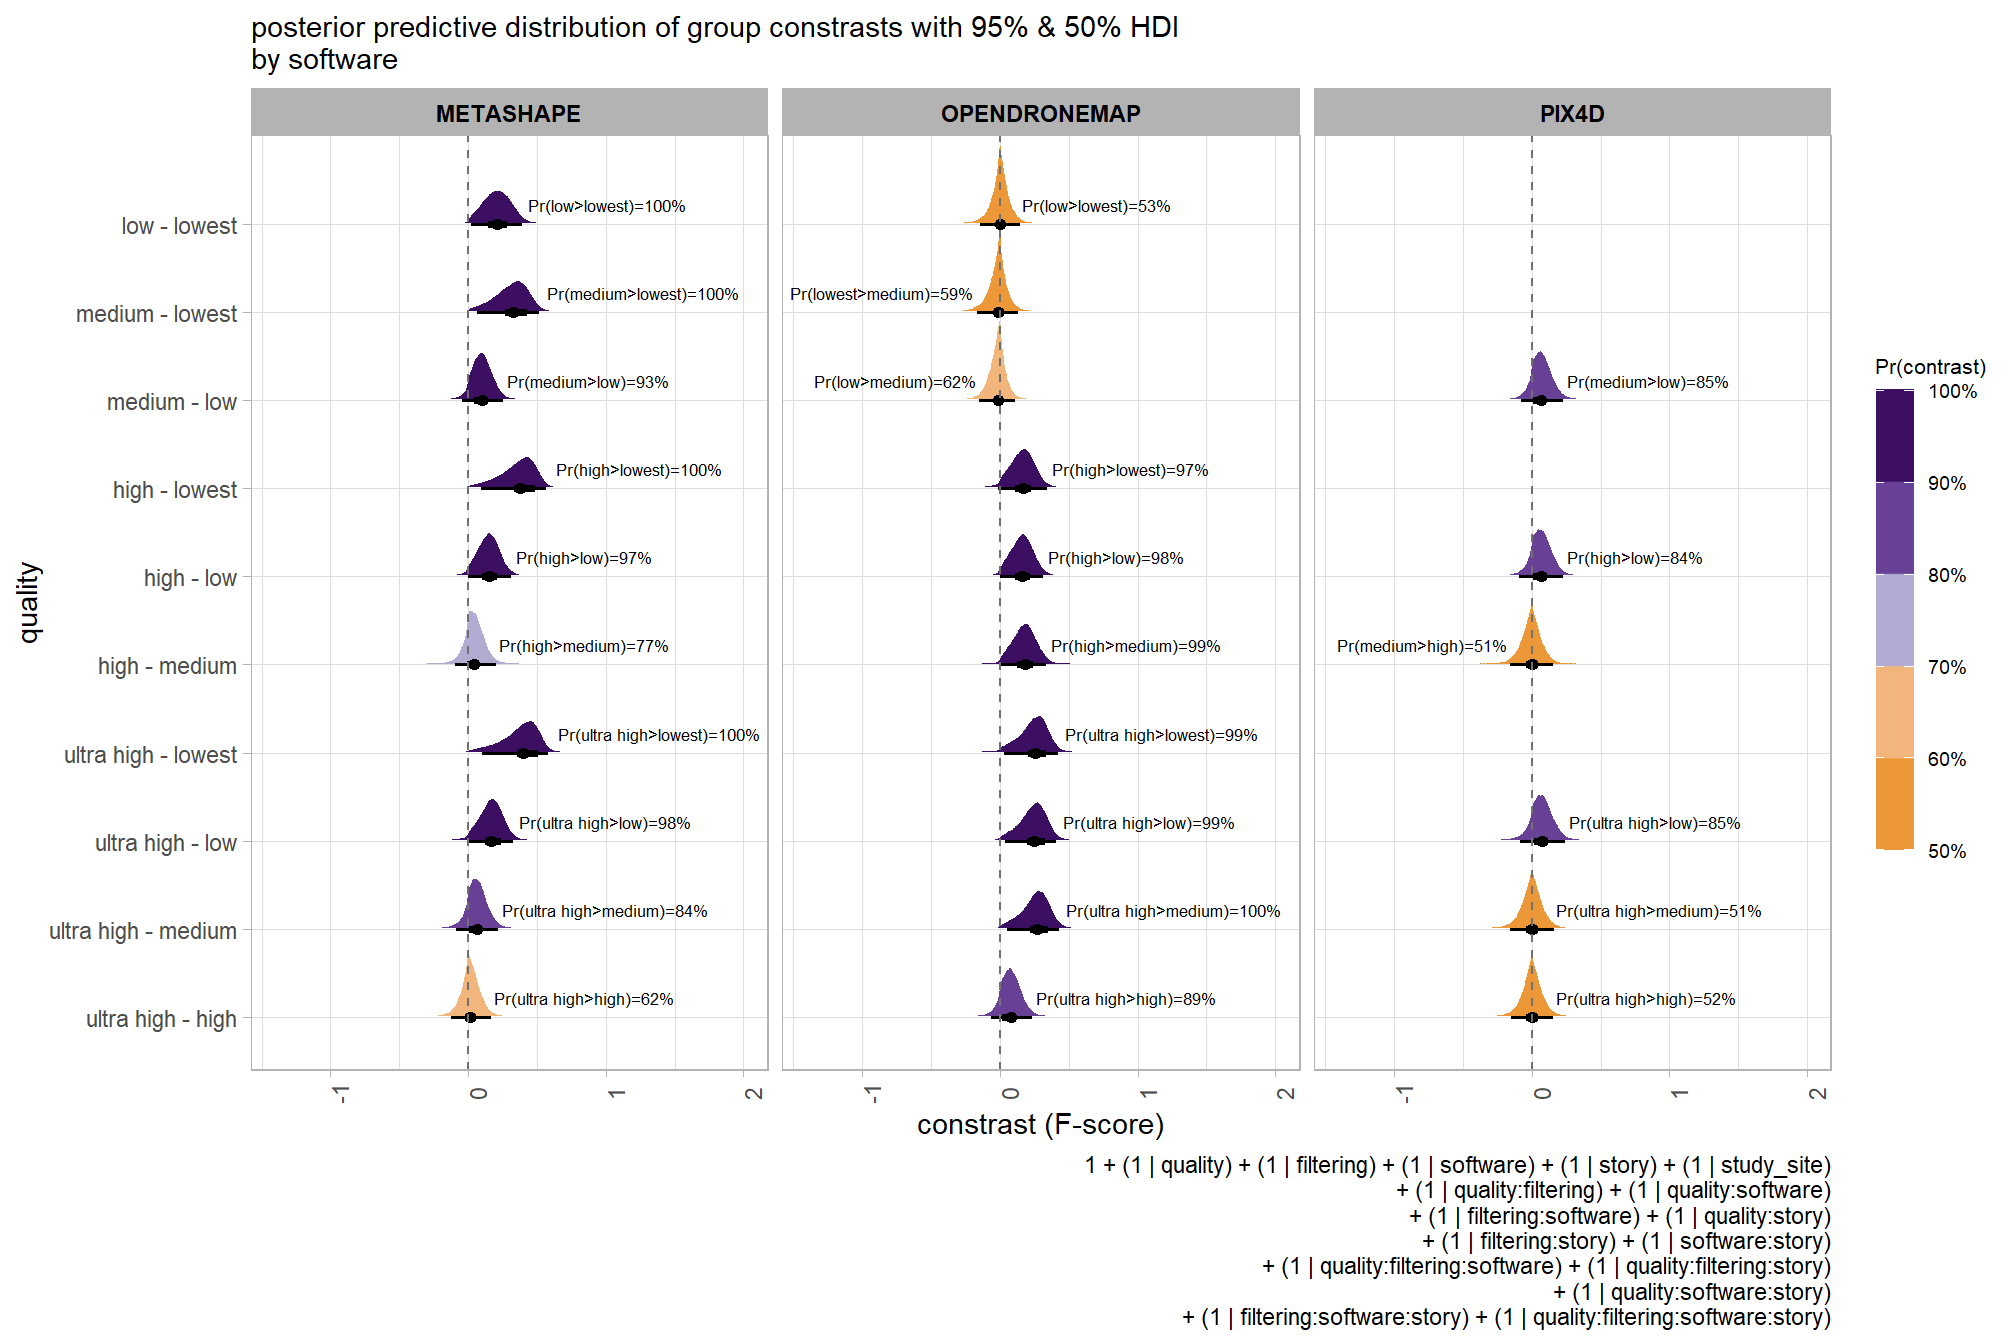 posterior predictive distribution of group constrasts with 95% & 50% HDI
by software
METASHAPE
OPENDRONEMAP
PIX4D
quality
low - lowest
Pr(low>lowest)=100%
Pr(low>lowest)=53%
medium - lowest
Pr(medium>lowest)=100%
Pr(lowest>medium)=59%
medium - low
Pr(medium>low)=93%
Pr(low>medium)=62%
Pr(medium>low)=85%
high - lowest
Pr(high>lowest)=100%
Pr(high>lowest)=97%
high - low
Pr(high>low)=97%
Pr(high>low)=98%
Pr(high>low)=84%
high - medium
Pr(high>medium)=77%
Pr(high>medium)=99%
Pr(medium>high)=51%
ultra high - lowest
Pr(ultra high>lowest)=100%
Pr(ultra high>lowest)=99%
ultra high - low
Pr(ultra high>low)=98%
Pr(ultra high>low)=99%
Pr(ultra high>low)=85%
ultra high - medium
Pr(ultra high>medium)=84%
Pr(ultra high>medium)=100%
Pr(ultra high>medium)=51%
ultra high - high
Pr(ultra high>high)=62%
Pr(ultra high>high)=89%
Pr(ultra high>high)=52%
-1
0
1
2
-1
0
1
2
-1
0
1
2
constrast (F-score)
Pr(contrast)
100%
90%
80%
70%
60%
50%
1 + (1 | quality) + (1 | filtering) + (1 | software) + (1 | story) + (1 | study_site)
+ (1 | quality:filtering) + (1 | quality:software)
+ (1 | filtering:software) + (1 | quality:story)
+ (1 | filtering:story) + (1 | software:story)
+ (1 | quality:filtering:software) + (1 | quality:filtering:story)
+ (1 | quality:software:story)
+ (1 | filtering:software:story) + (1 | quality:filtering:software:story)